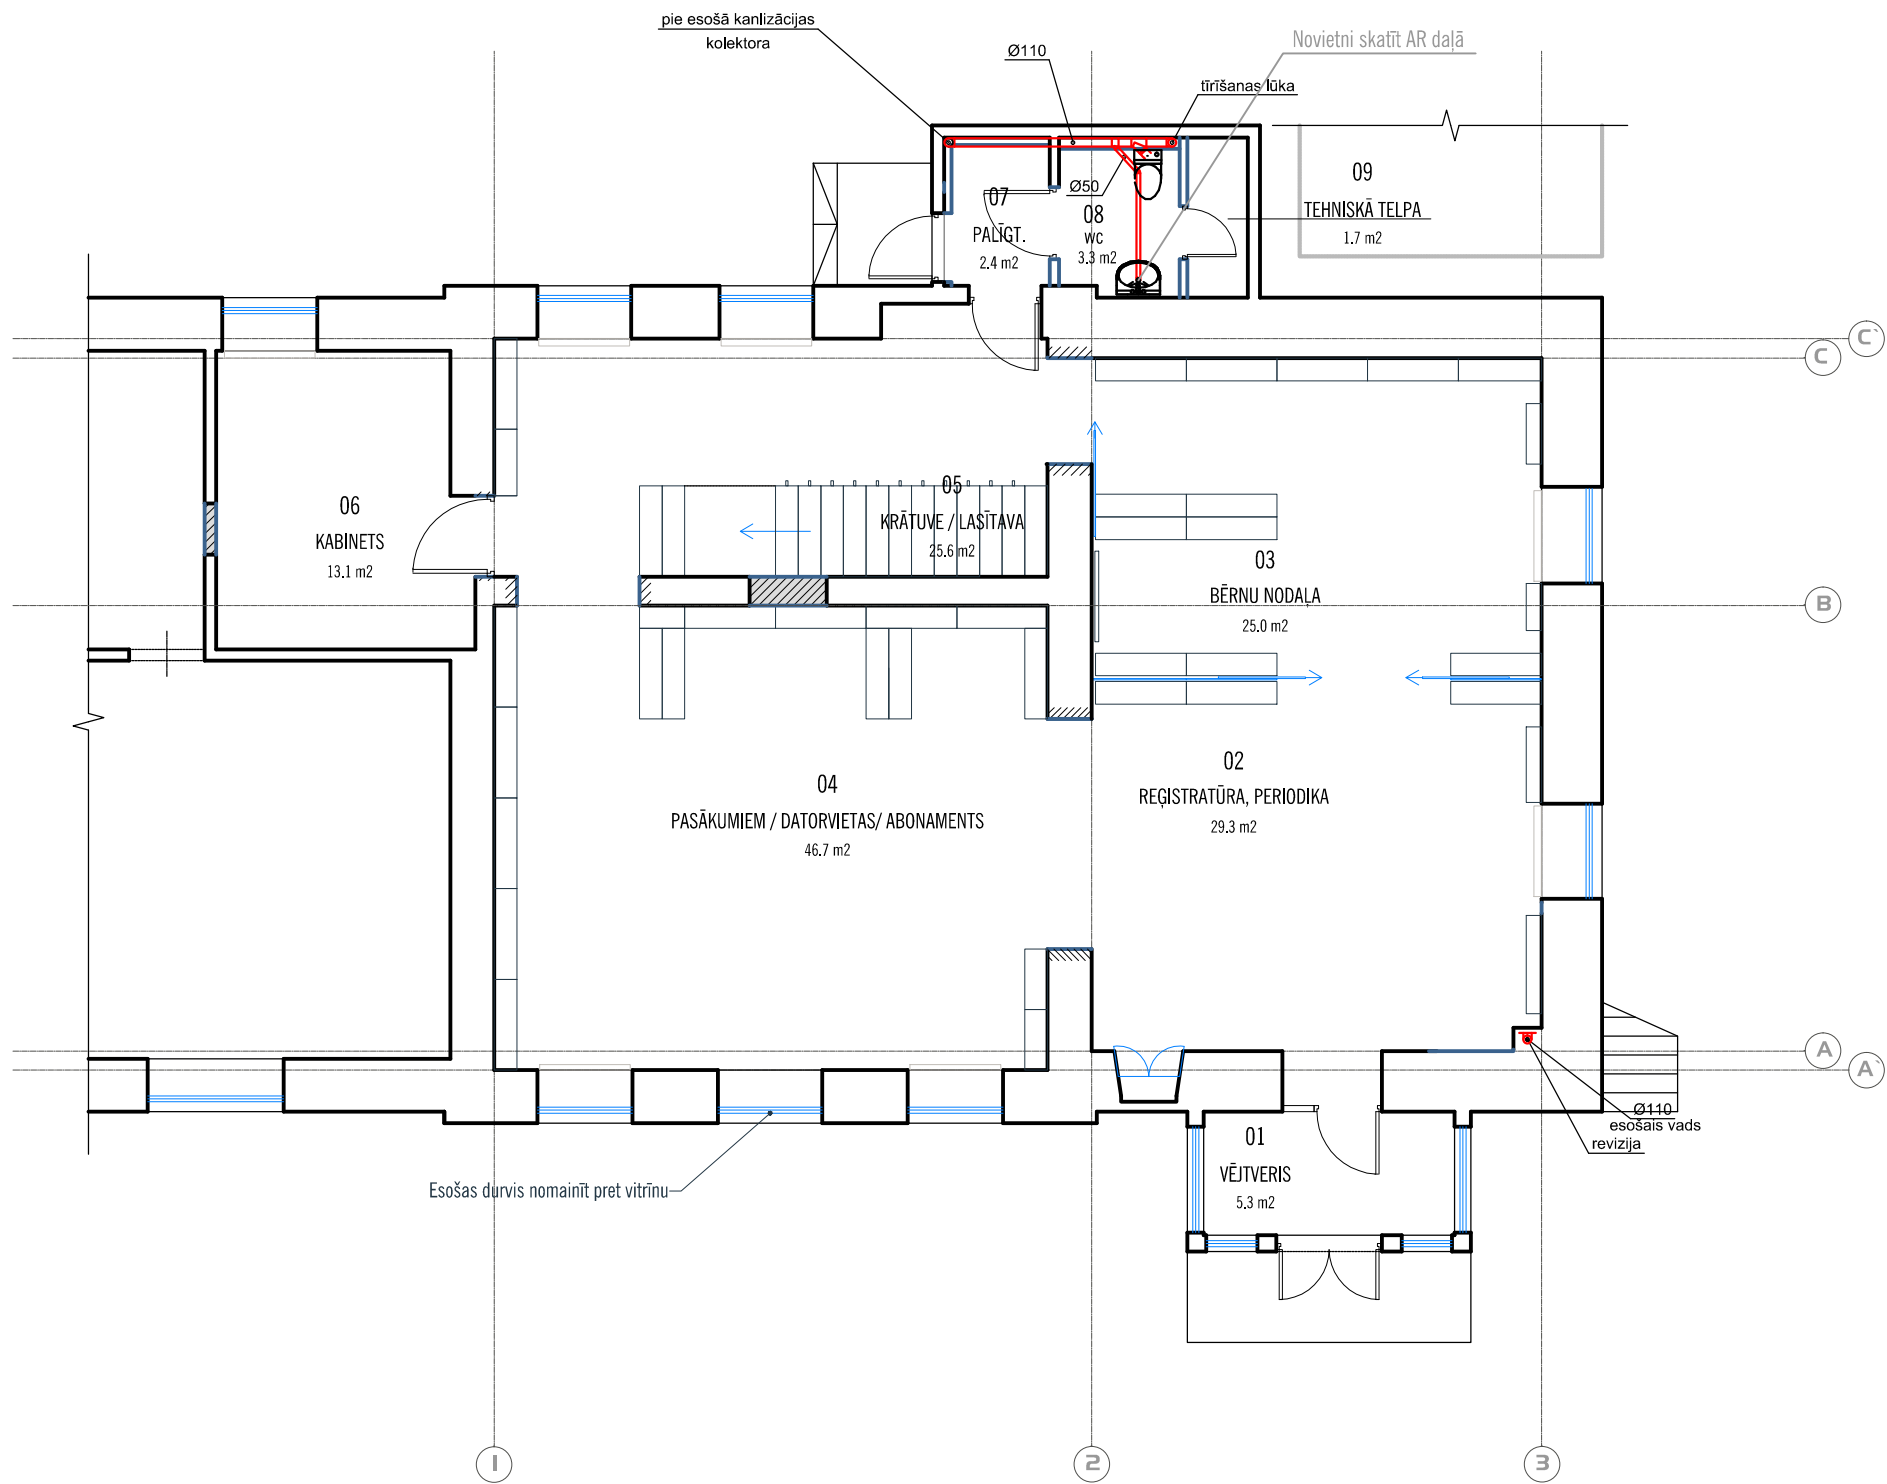 pie esošā kanlizācijas
kolektora
Ø110
Novietni skatīt AR daļā
tīrīšanas lūka
Ø50
07
PALĪGT.
2.4 m2
08
wc
3.3 m2
09
TEHNISKĀ TELPA
1.7 m2
C`
C
06
KABINETS
13.1 m2
05
KRĀTUVE / LASĪTAVA
25.6 m2
03
BĒRNU NODAĻA
25.0 m2
B
04
PASĀKUMIEM / DATORVIETAS/ ABONAMENTS
46.7 m2
02
REĢISTRATŪRA, PERIODIKA
29.3 m2
A
A`
Ø110
esošais vads
revizija
01
VĒJTVERIS
5.3 m2
Esošas durvis nomainīt pret vitrīnu
1
2
3